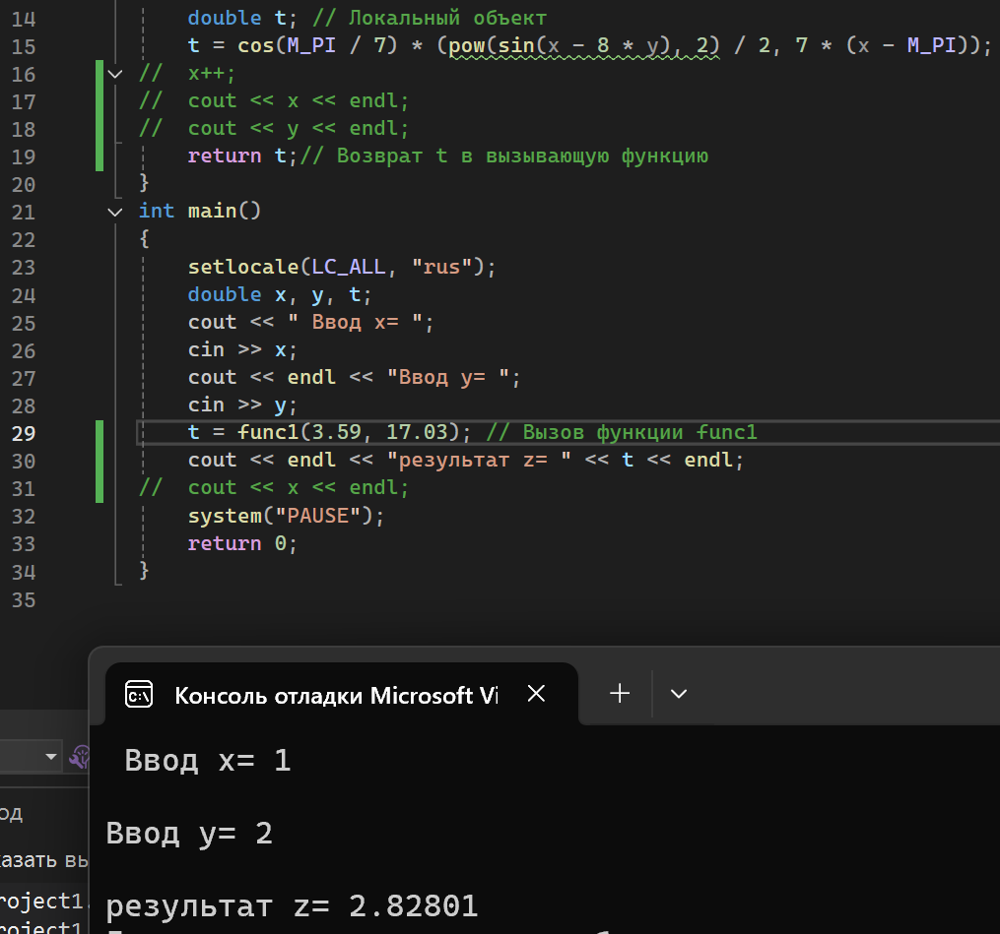 14 double t; // Локальный объект
15 t = cos(M_PI / 7) * (pow(sin(x - 8 * y), 2) / 2, 7 * (x - M_PI));
16 // x++;
17 // cout << x << endl;
18 // cout << y << endl;
19 return t;// Возврат t в вызывающую функцию
20 }
21 int main()
22 {
23 setlocale(LC_ALL, "rus");
24 double x, y, t;
25 cout << " Ввод x= ";
26 cin >> x;
27 cout << endl << "Ввод y= ";
28 cin >> y;
29 t = func1(3.59, 17.03); // Вызов функции func1
30 cout << endl << "результат z= " << t << endl;
31 // cout << x << endl;
32 system("PAUSE");
33 return 0;
34 }
35
Консоль отладки Microsoft Vi
Ввод x= 1
Ввод y= 2
результат z= 2.82801
од
казать вы
roject1.
roject1